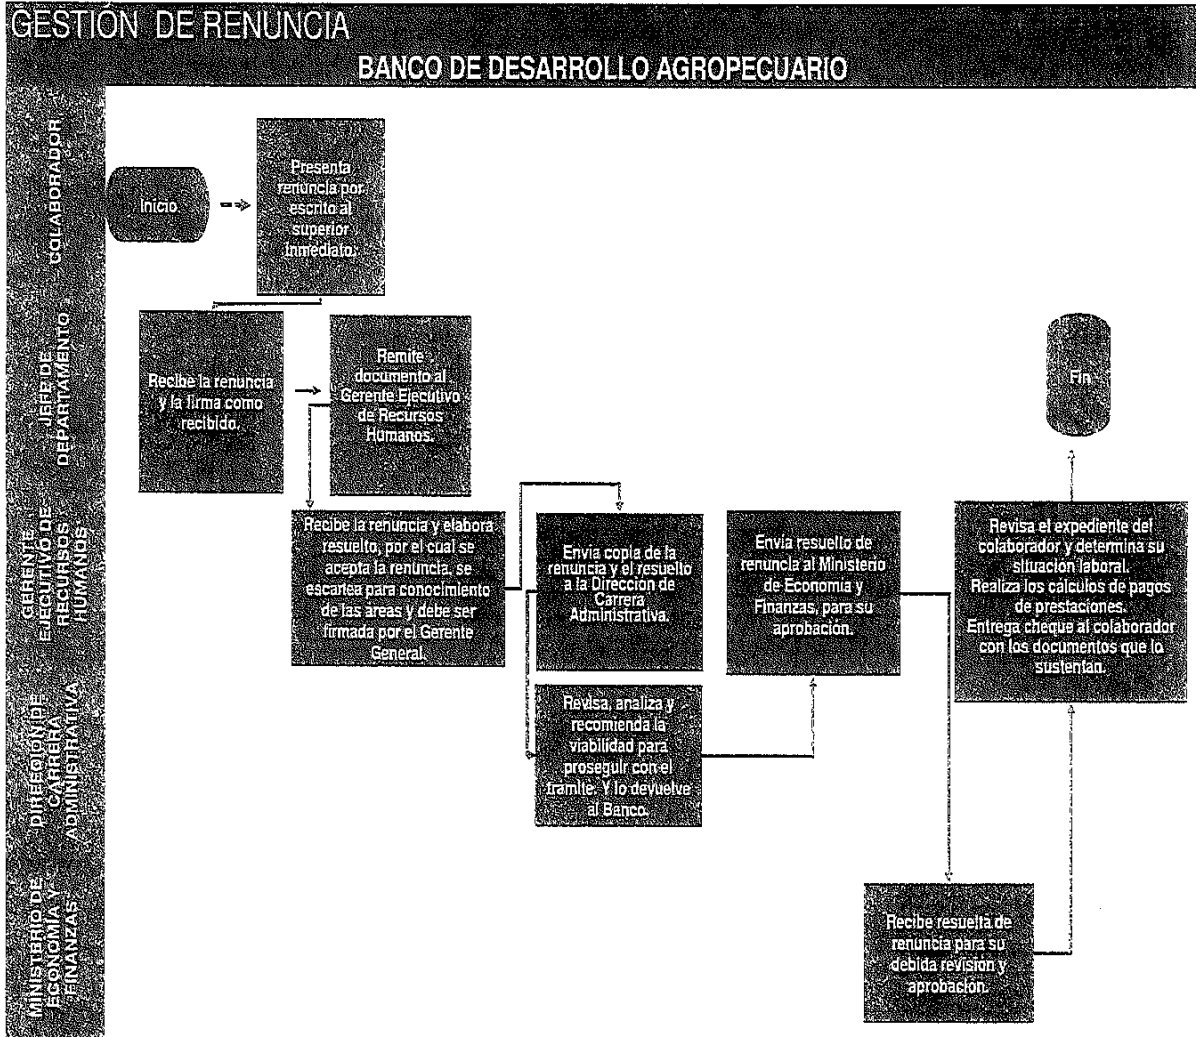 GESTIÓN DE RENUNCIA
BANCO DE DESARROLLO AGROPECUARIO
COLABORADOR
Inicio
Presenta
renuncia por
escrito al
superior
inmediato.
JEFE DE
DEPARTAMENTO
Recibe la renuncia
y la firma como
recibido.
Remite
documento al
Gerente Ejecutivo
de Recursos
Humanos.
Fin
GERENTE
EJECUTIVO DE
RECURSOS
HUMANOS
Recibe la renuncia y elabora
resuelto, por el cual se
acepta la renuncia, se
escanea para conocimiento
de las áreas y debe ser
firmada por el Gerente
General.
Envía copia de la
renuncia y el resuelto
a la Dirección de
Carrera
Administrativa.
Envía resuelto de
renuncia al Ministerio
de Economía y
Finanzas, para su
aprobación.
Revisa el expediente del
colaborador y determina su
situación laboral.
Realiza los cálculos de pagos
de prestaciones.
Entrega cheque al colaborador
con los documentos que lo
sustentan.
DIRECCIÓN DE
CARRERA
ADMINISTRATIVA
Revisa, analiza y
recomienda la
viabilidad para
proseguir con el
trámite. Y lo devuelve
al Banco.
MINISTERIO DE
ECONOMÍA Y
FINANZAS
Recibe resuelta de
renuncia para su
debida revisión y
aprobación.